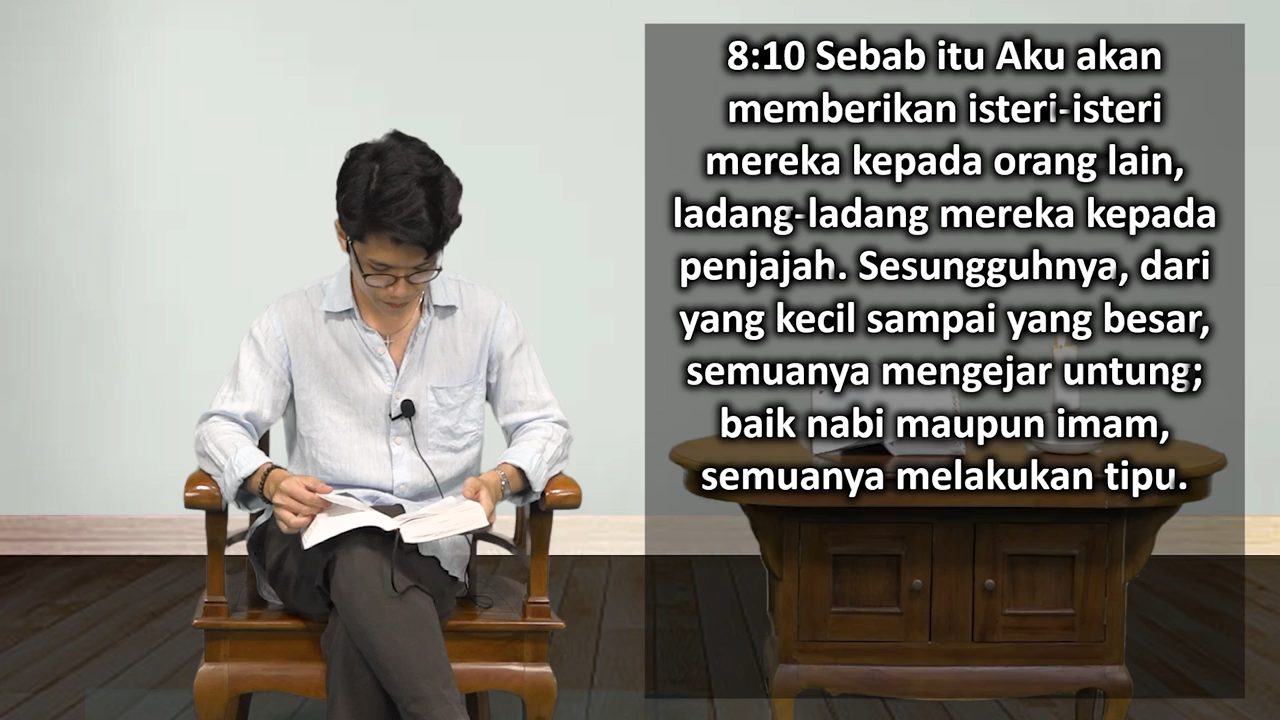 8:10 Sebab itu Aku akan
memberikan isteri-isteri
mereka kepada orang lain,
ladang-ladang mereka kepada
penjajah. Sesungguhnya, dari
yang kecil sampai yang besar,
semuanya mengejar untung;
baik nabi maupun imam,
semuanya melakukan tipu.